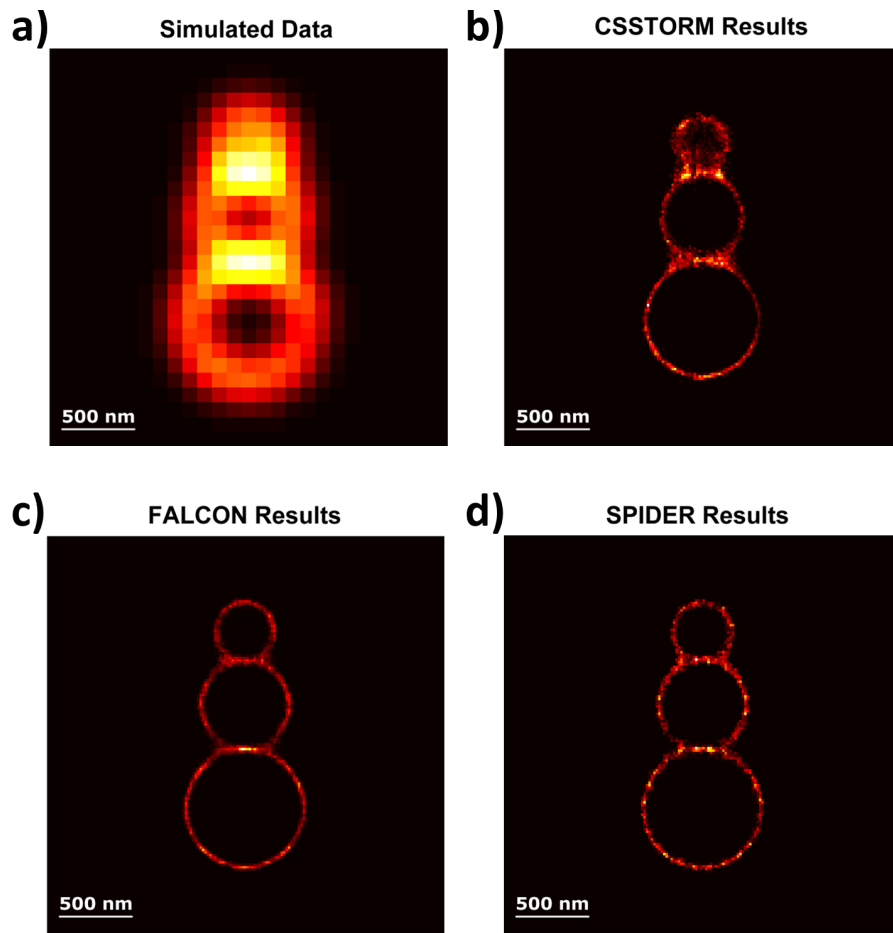 a)
Simulated Data
500 nm
b)
CSSTORM Results
500 nm
c)
FALCON Results
500 nm
d)
SPIDER Results
500 nm